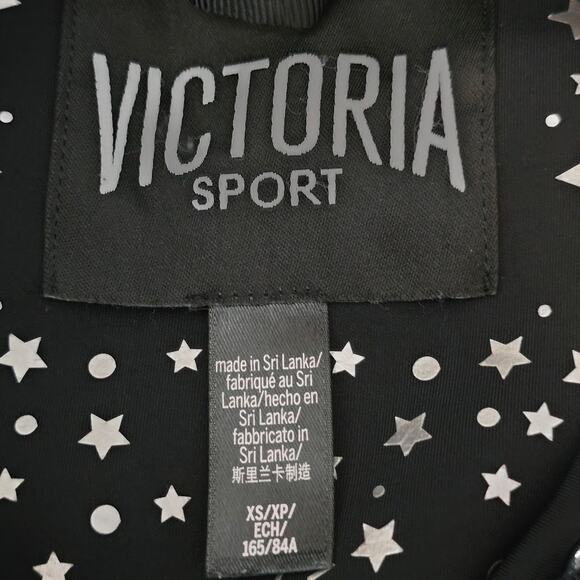 VICTORIA
SPORT
made in Sri Lanka/
fabriqué au Sri
Lanka/hecho en
Sri Lanka/
fabbricato in
Sri Lanka/
斯里兰卡制造
XS/XP/
ECH/
165/84A